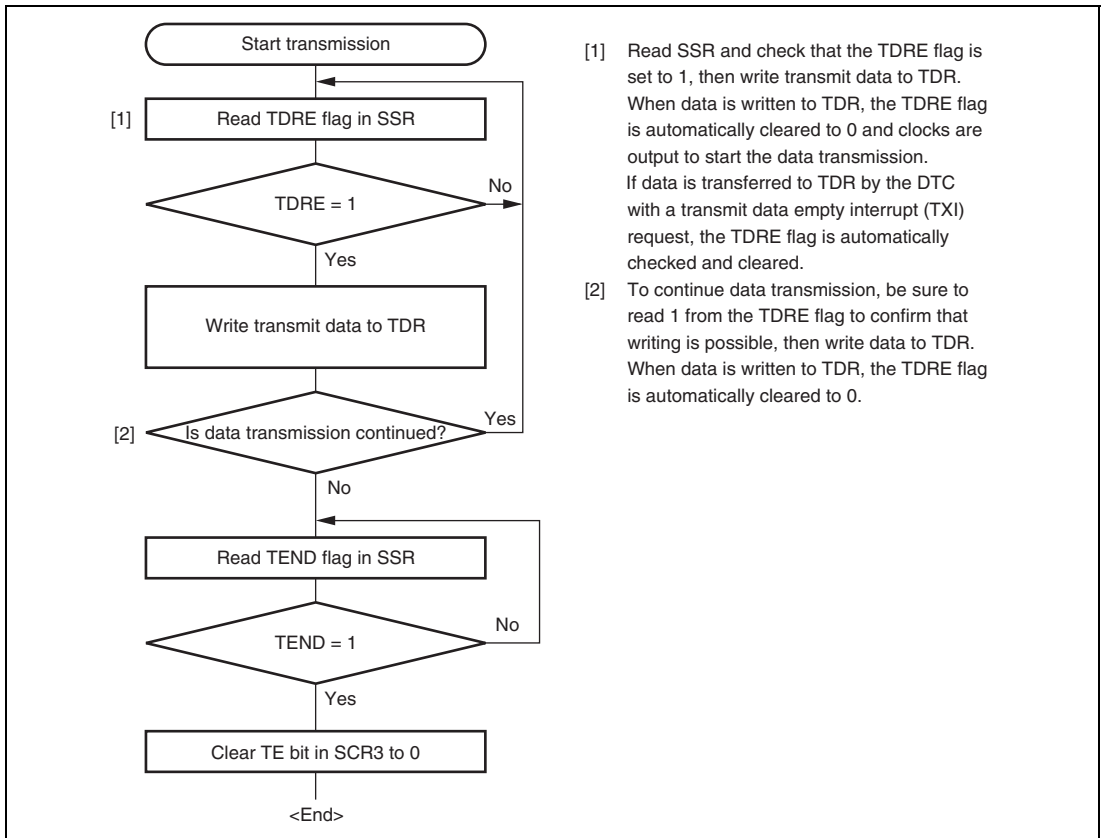 Start transmission
[1] Read TDRE flag in SSR
TDRE = 1
No
Yes
Write transmit data to TDR
[2] Is data transmission continued?
Yes
No
Read TEND flag in SSR
TEND = 1
No
Yes
Clear TE bit in SCR3 to 0
<End>
[1] Read SSR and check that the TDRE flag is
set to 1, then write transmit data to TDR.
When data is written to TDR, the TDRE flag
is automatically cleared to 0 and clocks are
output to start the data transmission.
If data is transferred to TDR by the DTC
with a transmit data empty interrupt (TXI)
request, the TDRE flag is automatically
checked and cleared.
[2] To continue data transmission, be sure to
read 1 from the TDRE flag to confirm that
writing is possible, then write data to TDR.
When data is written to TDR, the TDRE flag
is automatically cleared to 0.